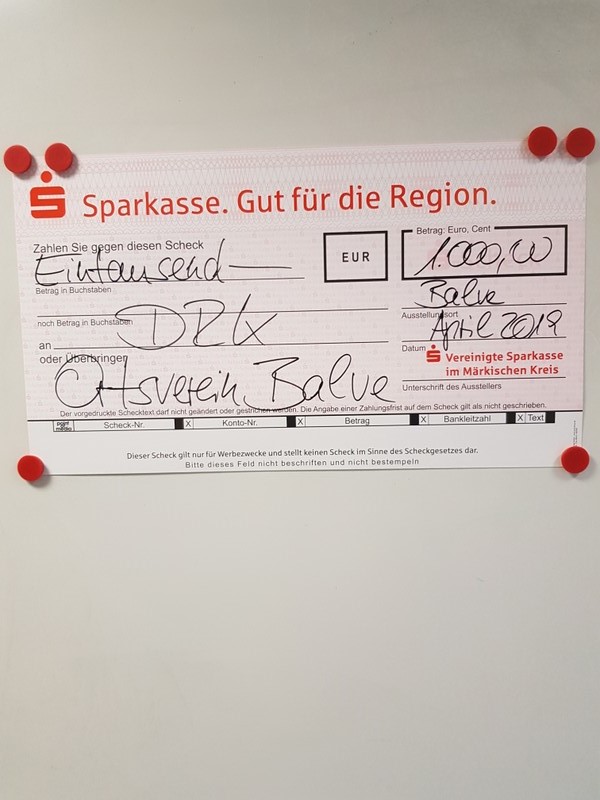 Sparkasse. Gut für die Region.
Zahlen Sie gegen diesen Scheck
Eintausend
EUR
Betrag: Euro, Cent
1.000,00
Betrag in Buchstaben
Balve
noch Betrag in Buchstaben
Ausstellungsort
DRK
April 2019
an
Datum
oder Überbringer
Ortsverein Balve
Vereinigte Sparkasse
im Märkischen Kreis
Unterschrift des Ausstellers
Der vorgedruckte Schecktext darf nicht geändert oder gestrichen werden. Die Angabe einer Zahlungsfrist auf dem Scheck gilt als nicht geschrieben.
Scheck-Nr. X Konto-Nr. X Betrag X Bankleitzahl X Text
Dieser Scheck gilt nur für Werbezwecke und stellt keinen Scheck im Sinne des Scheckgesetzes dar.
Bitte dieses Feld nicht beschriften und nicht bestempeln